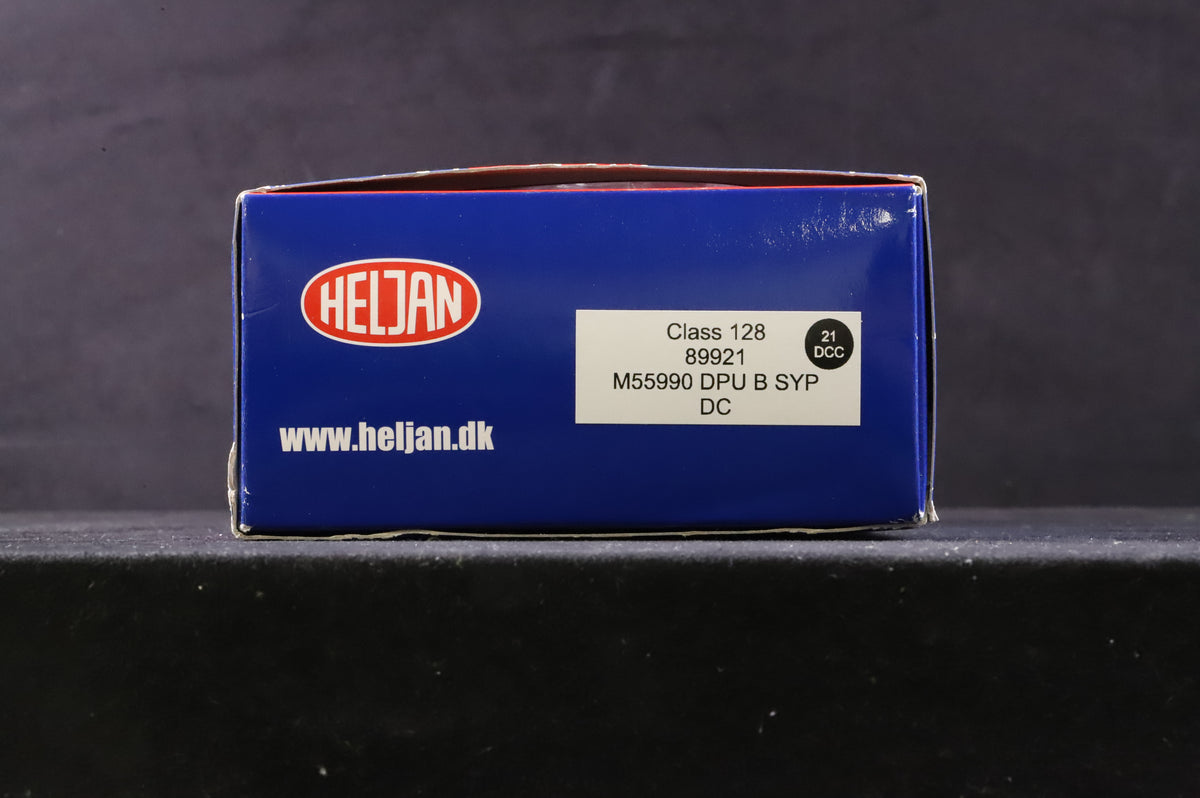 HELJAN
www.heljan.dk
Class 128
89921
M55990 DPU B SYP
DC
21
DCC